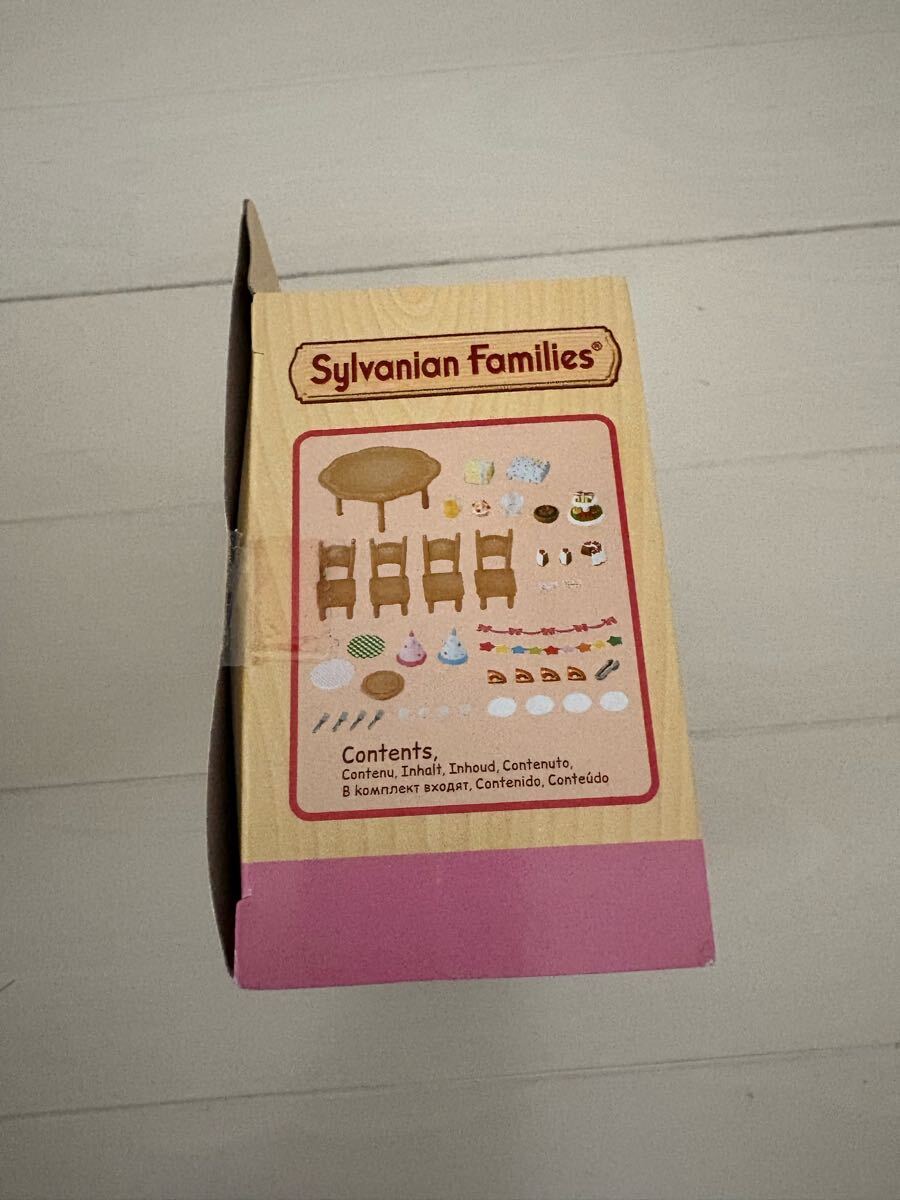 Sylvanian Families®
Contents,
Contenu, Inhalt, Inhoud, Contenuto,
В комплект входят, Contenido, Conteúdo